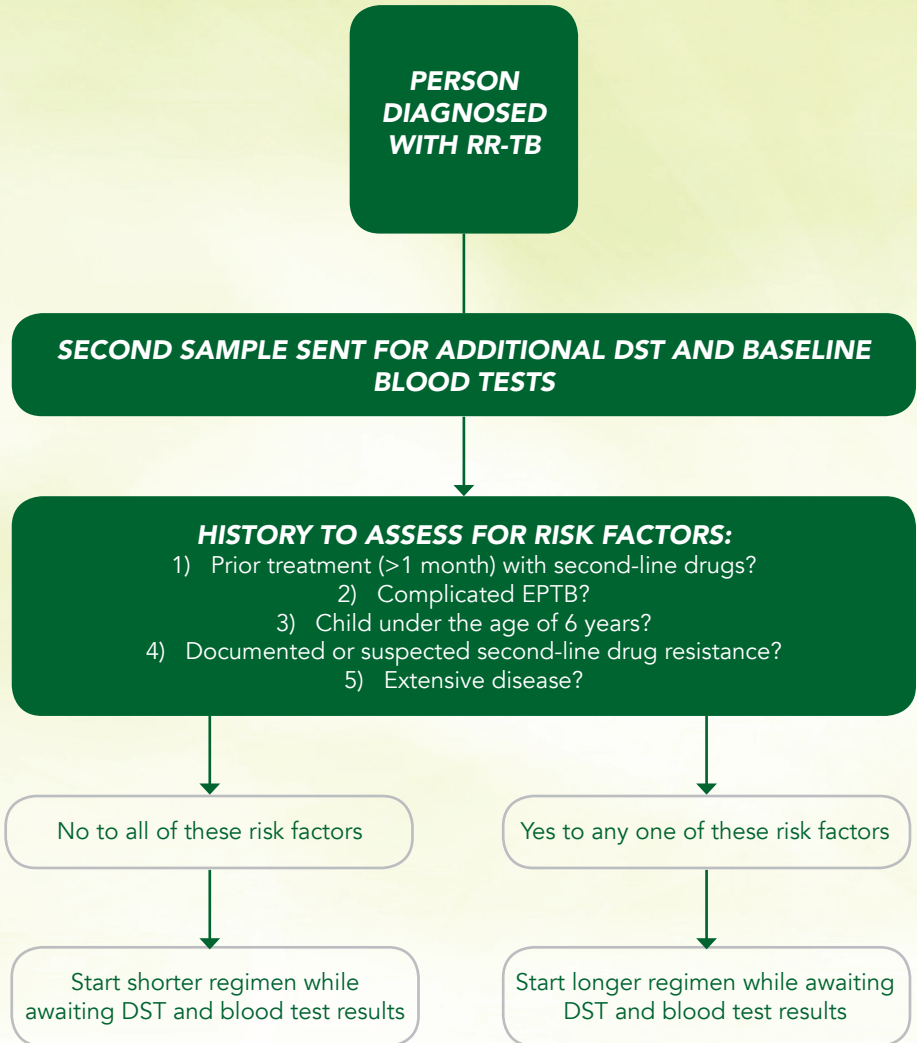 PERSON
DIAGNOSED
WITH RR-TB
SECOND SAMPLE SENT FOR ADDITIONAL DST AND BASELINE
BLOOD TESTS
HISTORY TO ASSESS FOR RISK FACTORS:
1) Prior treatment (>1 month) with second-line drugs?
2) Complicated EPTB?
3) Child under the age of 6 years?
4) Documented or suspected second-line drug resistance?
5) Extensive disease?
No to all of these risk factors
Yes to any one of these risk factors
Start shorter regimen while
awaiting DST and blood test results
Start longer regimen while awaiting
DST and blood test results